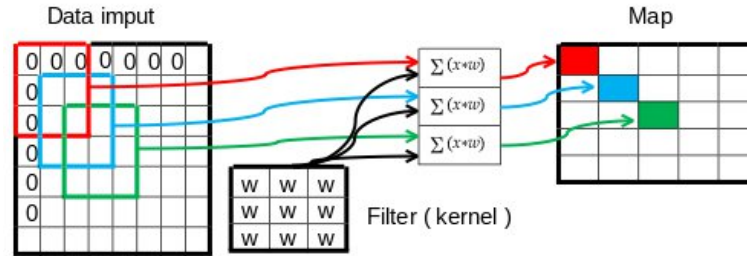 Data imput
Map
0 0 0 0 0 0 0
0
0
0
0
0
∑(x*w)
∑(x*w)
∑(x*w)
w w w
w w w
w w w
Filter ( kernel )